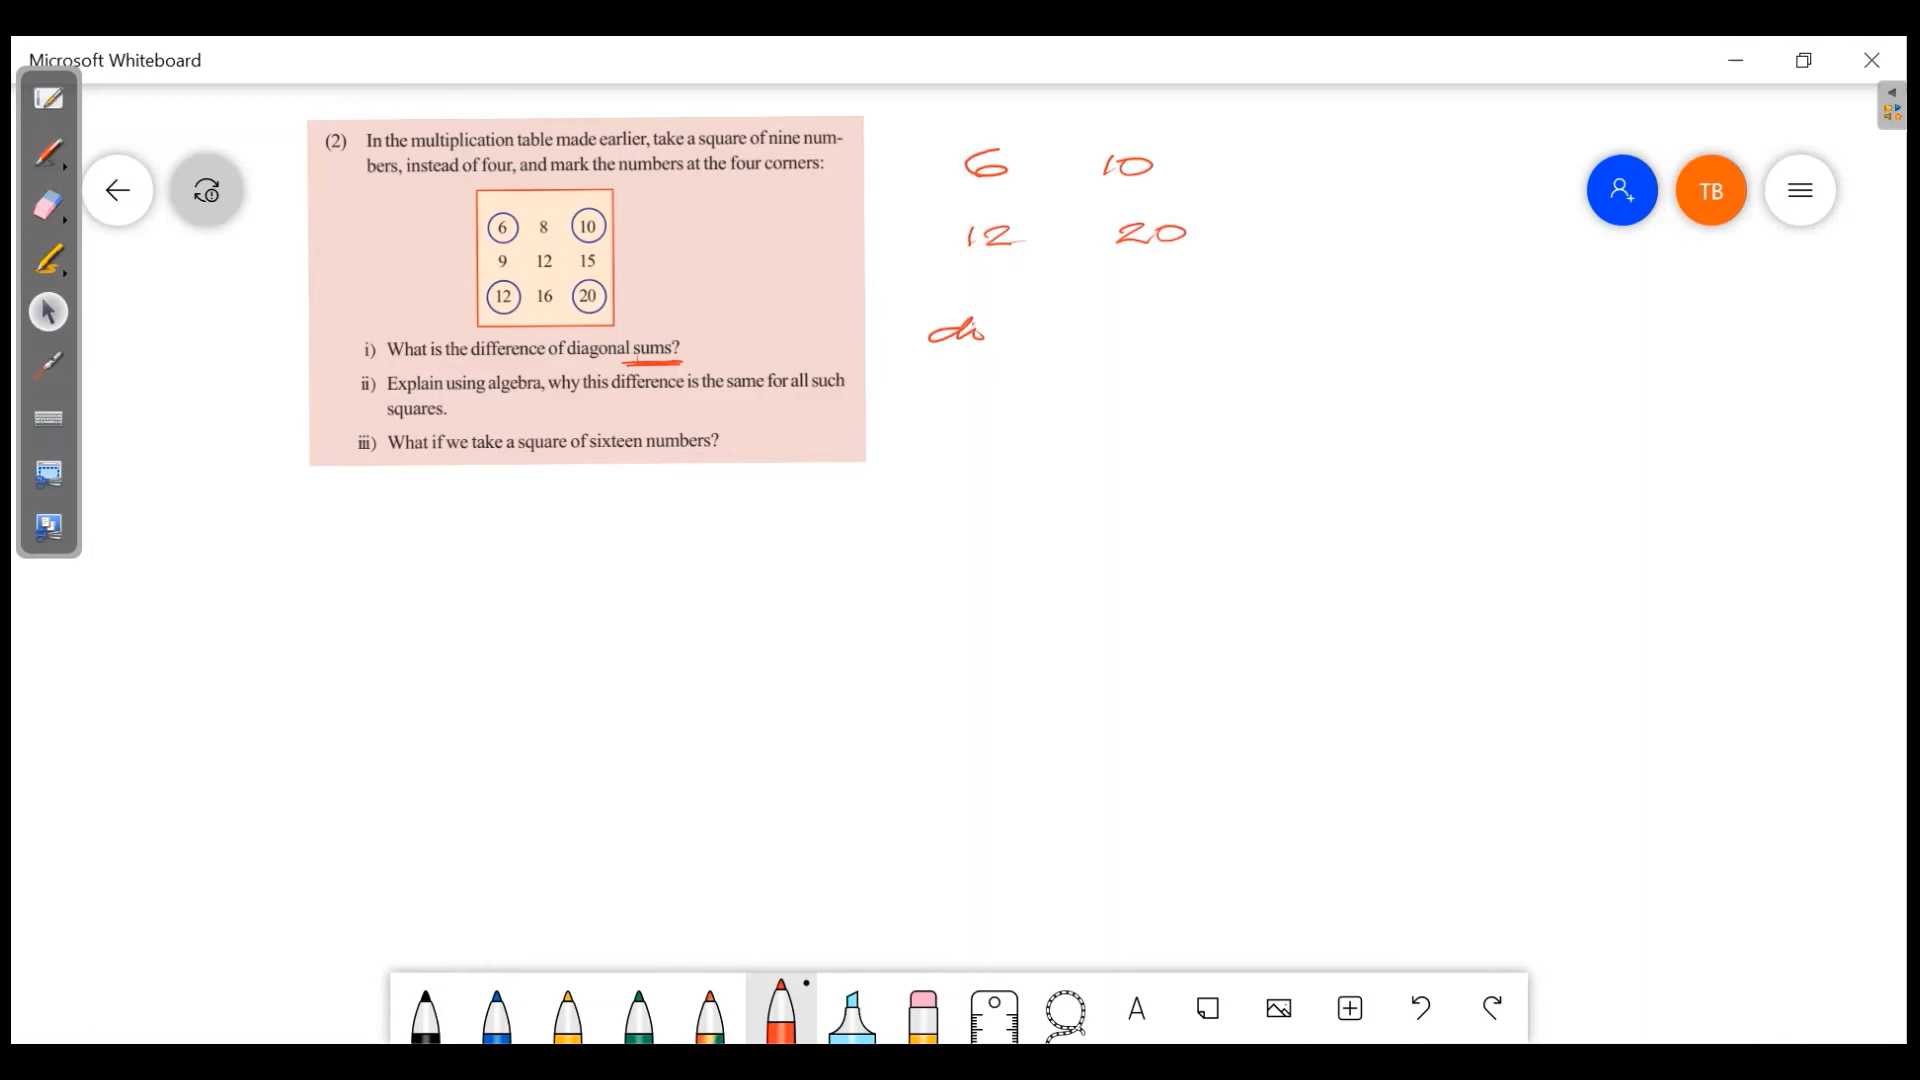 Microsoft Whiteboard
(2) In the multiplication table made earlier, take a square of nine num-
bers, instead of four, and mark the numbers at the four corners:
6 8 10
9 12 15
12 16 20
i) What is the difference of diagonal sums?
ii) Explain using algebra, why this difference is the same for all such
squares.
iii) What if we take a square of sixteen numbers?
6 10
12 20
dis
TB
A